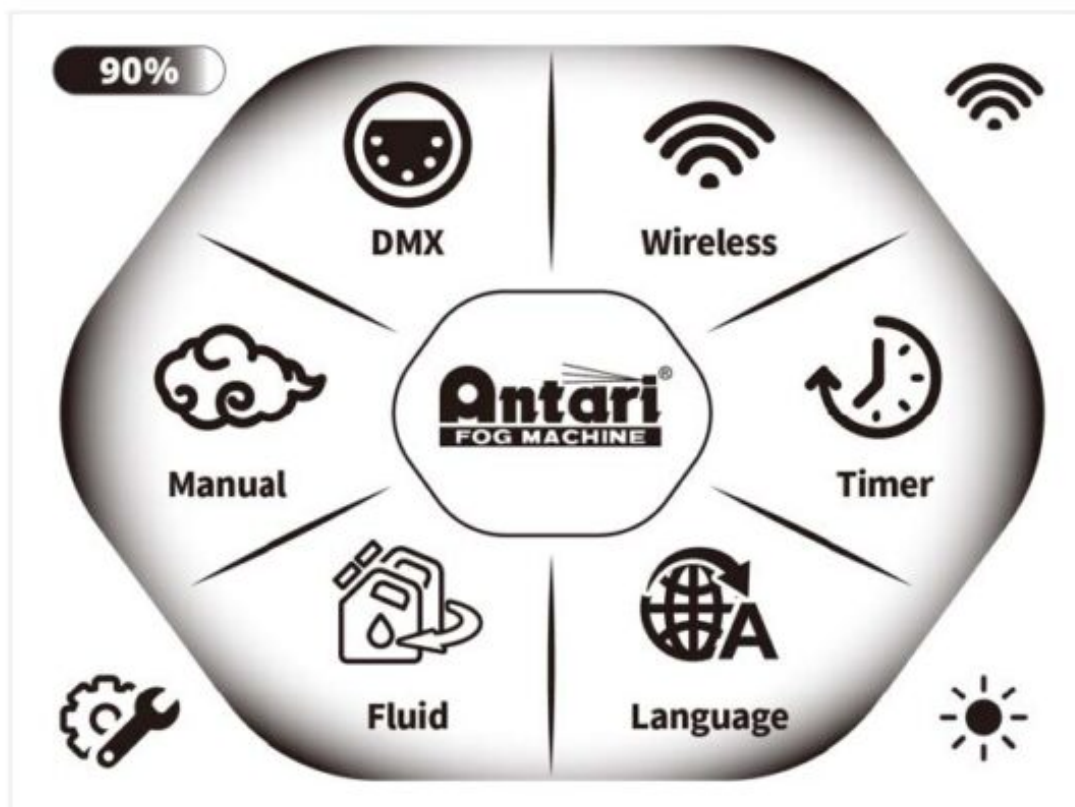 90%
DMX
Wireless
Manual
Antari®
FOG MACHINE
Timer
Fluid
A
Language